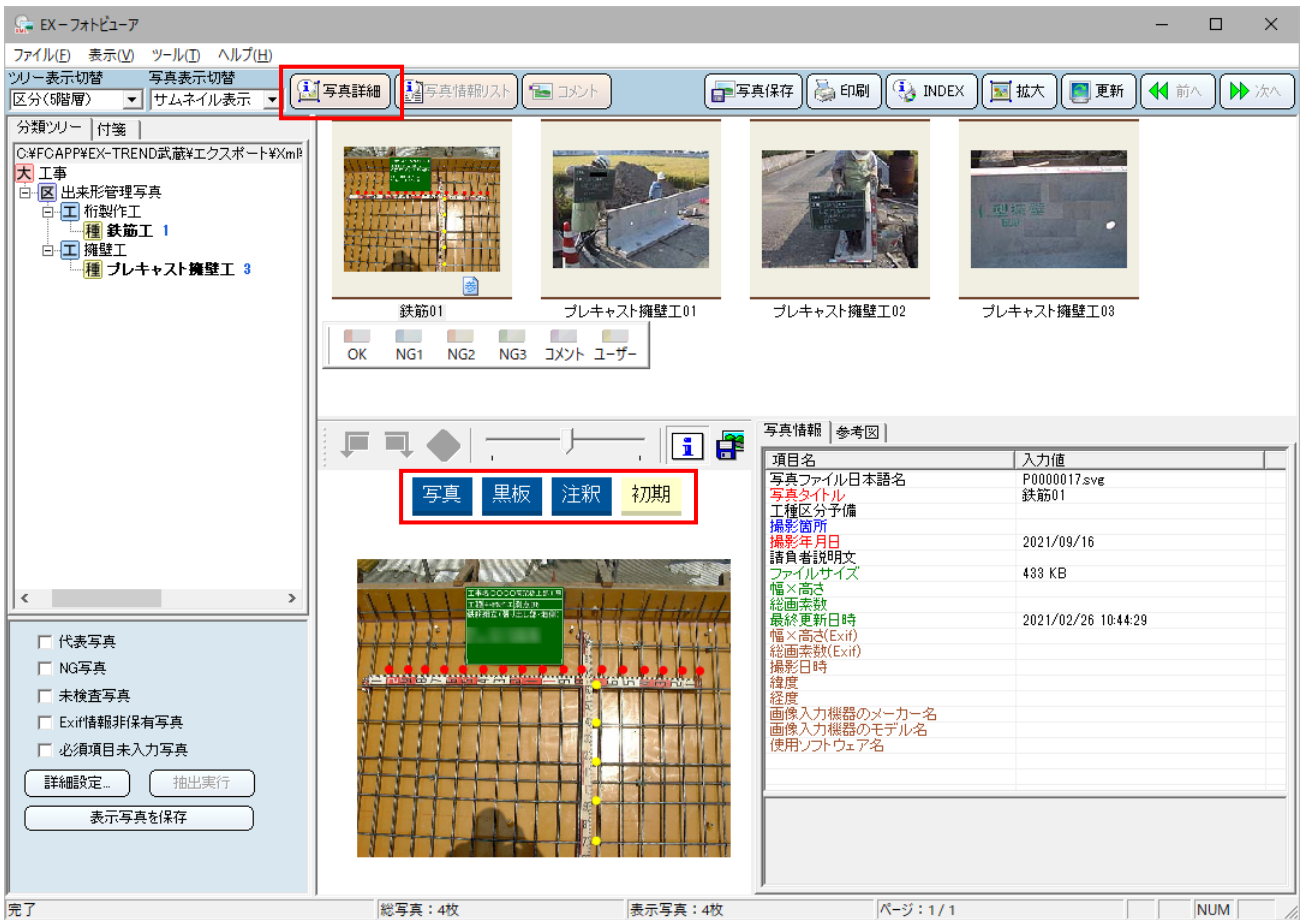 EX－フォトビューア
ファイル(F) 表示(V) ツール(T) ヘルプ(H)
ツリー表示切替 写真表示切替
区分(5階層) サムネイル表示 写真詳細 写真情報リスト コメント 写真保存 印刷 INDEX 拡大 更新 前へ 次へ
分類ツリー 付箋
C:¥FCAPP¥EX-TREND武蔵¥エクスポート¥Xml
大 工事
区 出来形管理写真
工 桁製作工
種 鉄筋工 1
工 擁壁工
種 プレキャスト擁壁工 3
参
鉄筋01 プレキャスト擁壁工01 プレキャスト擁壁工02 プレキャスト擁壁工03
OK NG1 NG2 NG3 コメント ユーザー
写真 黒板 注釈 初期
写真情報 参考図
項目名 入力値
写真ファイル日本語名 P0000017.svg
写真タイトル 鉄筋01
工種区分予備
撮影箇所
撮影年月日 2021/09/16
請負者説明文
ファイルサイズ 433 KB
幅×高さ
総画素数
最終更新日時 2021/02/26 10:44:29
幅×高さ(Exif)
総画素数(Exif)
撮影日時
緯度
経度
画像入力機器のメーカー名
画像入力機器のモデル名
使用ソフトウェア名
代表写真
NG写真
未検査写真
Exif情報非保有写真
必須項目未入力写真
詳細設定... 抽出実行
表示写真を保存
完了 総写真：4枚 表示写真：4枚 ページ：1 / 1 NUM